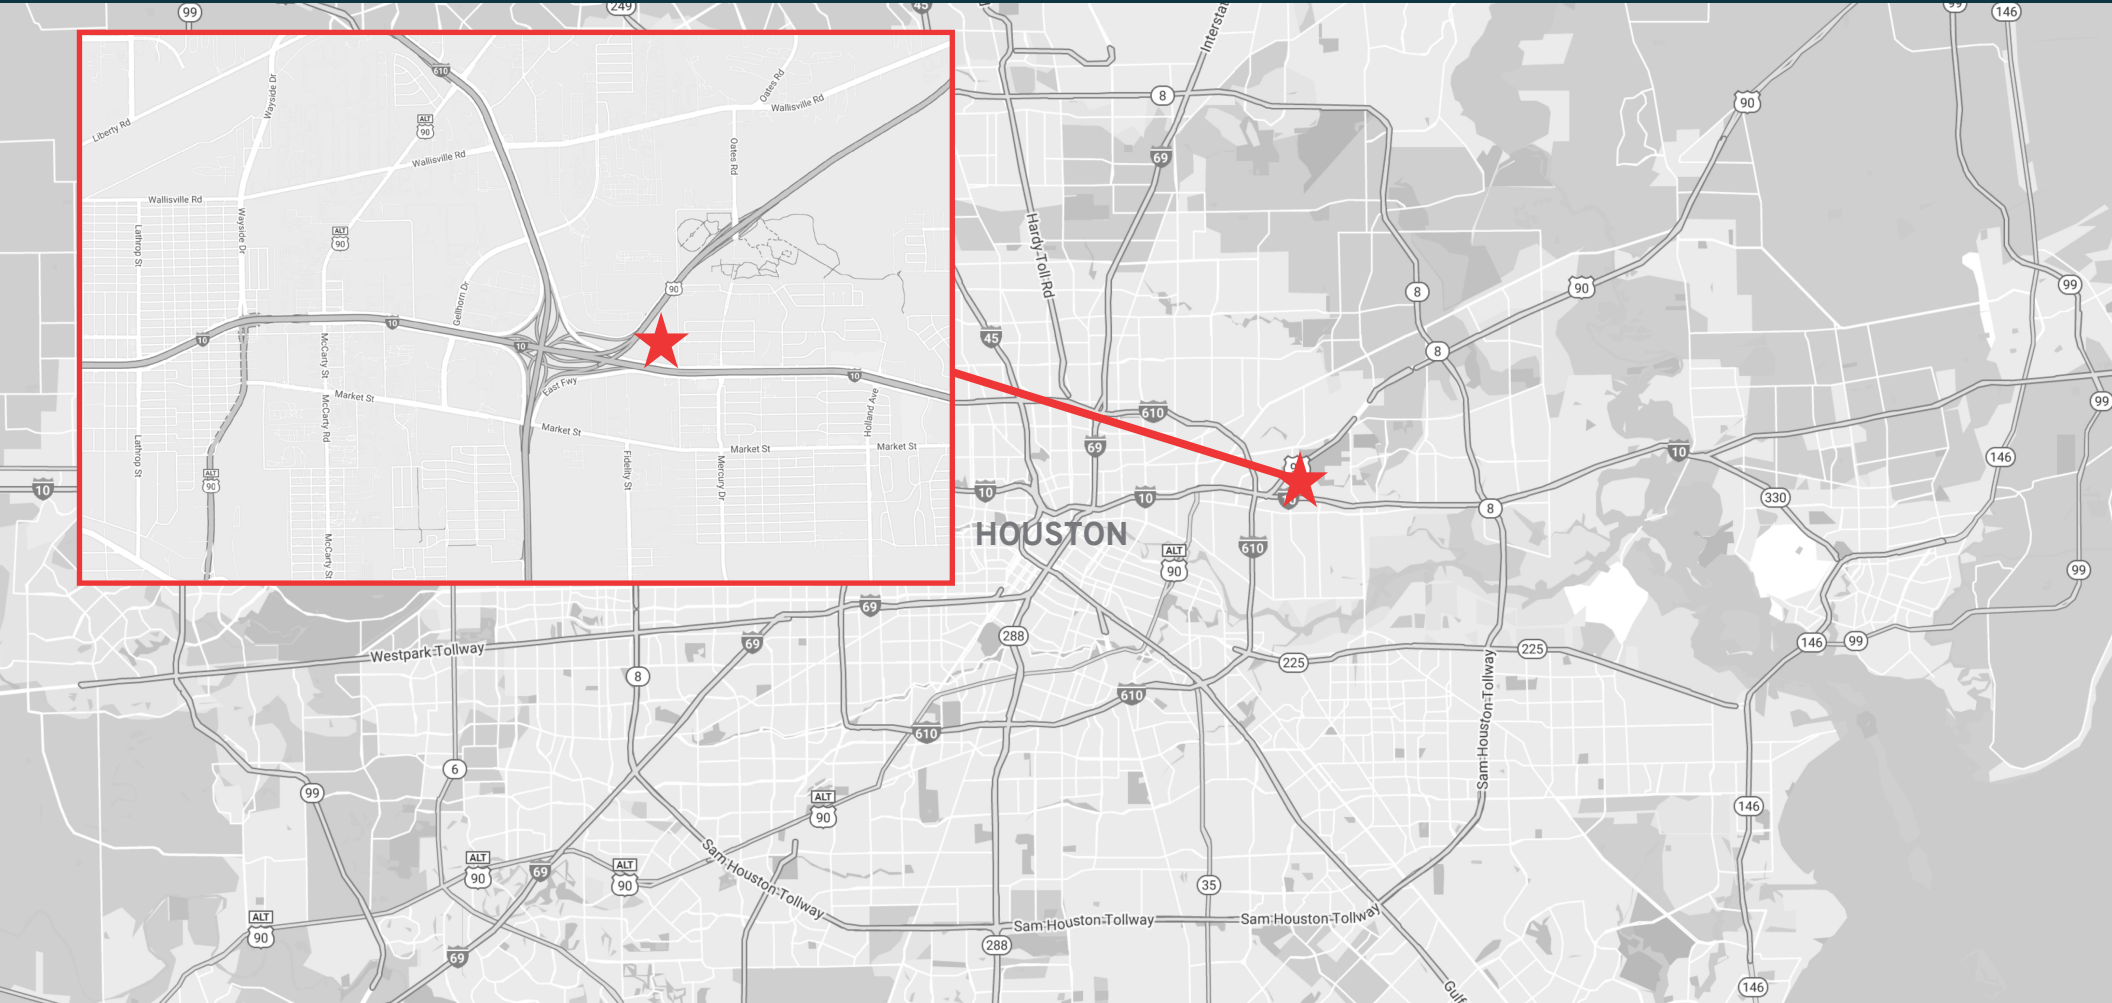 99
249
45
99
146
Interstat
8
69
90
Hardy Toll Rd
45
8
90
99
8
610
69
99
10
146
10
10
10
8
330
HOUSTON
ALT
90
610
99
69
288
69
Westpark Tollway
225
225
146
99
8
610
610
Sam Houston Tollway
6
99
ALT
90
146
Sam Houston Tollway
ALT
90
69
ALT
90
35
ALT
90
Sam Houston Tollway
Sam Houston Tollway
288
69
146
Gulf
610
Wayside Dr
Oates Rd
Wallisville Rd
Liberty Rd
ALT
90
Wallisville Rd
Oates Rd
Wallisville Rd
Lathrop St
Wayside Dr
ALT
90
Gellhorn Dr
90
10
10
10
McCarty St
East Fwy
10
Market St
McCarty Rd
Holland Ave
Market St
Market St
Market St
Lathrop St
ALT
90
Fidelity St
Mercury Dr
McCarty St